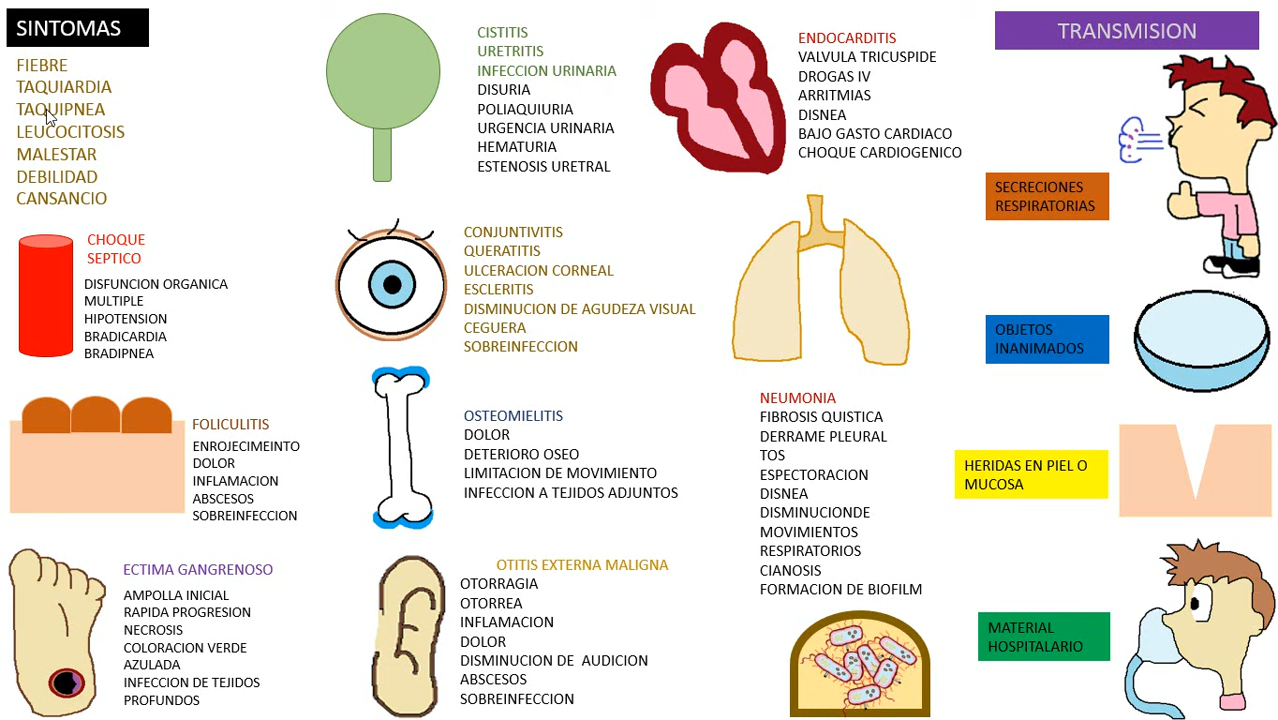 SINTOMAS
FIEBRE
TAQUIARDIA
TAQUIPNEA
LEUCOCITOSIS
MALESTAR
DEBILIDAD
CANSANCIO
CHOQUE
SEPTICO
DISFUNCION ORGANICA
MULTIPLE
HIPOTENSION
BRADICARDIA
BRADIPNEA
FOLICULITIS
ENROJECIMEINTO
DOLOR
INFLAMACION
ABSCESOS
SOBREINFECCION
ECTIMA GANGRENOSO
AMPOLLA INICIAL
RAPIDA PROGRESION
NECROSIS
COLORACION VERDE
AZULADA
INFECCION DE TEJIDOS
PROFUNDOS
CISTITIS
URETRITIS
INFECCION URINARIA
DISURIA
POLIAQUIURIA
URGENCIA URINARIA
HEMATURIA
ESTENOSIS URETRAL
CONJUNTIVITIS
QUERATITIS
ULCERACION CORNEAL
ESCLERITIS
DISMINUCION DE AGUDEZA VISUAL
CEGUERA
SOBREINFECCION
OSTEOMIELITIS
DOLOR
DETERIORO OSEO
LIMITACION DE MOVIMIENTO
INFECCION A TEJIDOS ADJUNTOS
OTITIS EXTERNA MALIGNA
OTORRAGIA
OTORREA
INFLAMACION
DOLOR
DISMINUCION DE  AUDICION
ABSCESOS
SOBREINFECCION
ENDOCARDITIS
VALVULA TRICUSPIDE
DROGAS IV
ARRITMIAS
DISNEA
BAJO GASTO CARDIACO
CHOQUE CARDIOGENICO
NEUMONIA
FIBROSIS QUISTICA
DERRAME PLEURAL
TOS
ESPECTORACION
DISNEA
DISMINUCIONDE
MOVIMIENTOS
RESPIRATORIOS
CIANOSIS
FORMACION DE BIOFILM
TRANSMISION
SECRECIONES
RESPIRATORIAS
OBJETOS
INANIMADOS
HERIDAS EN PIEL O
MUCOSA
MATERIAL
HOSPITALARIO